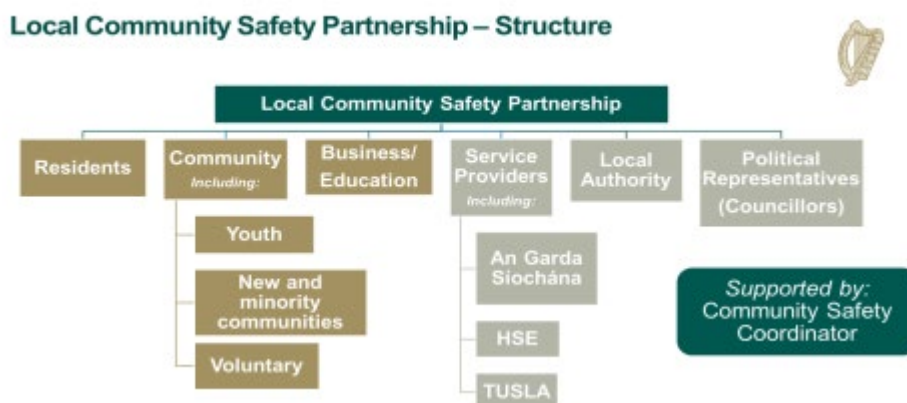 Local Community Safety Partnership – Structure
Local Community Safety Partnership
Residents
Community
Including:
Youth
New and
minority
communities
Voluntary
Business/
Education
Service
Providers
Including:
An Garda
Síochána
HSE
TUSLA
Local
Authority
Political
Representatives
(Councillors)
Supported by:
Community Safety
Coordinator